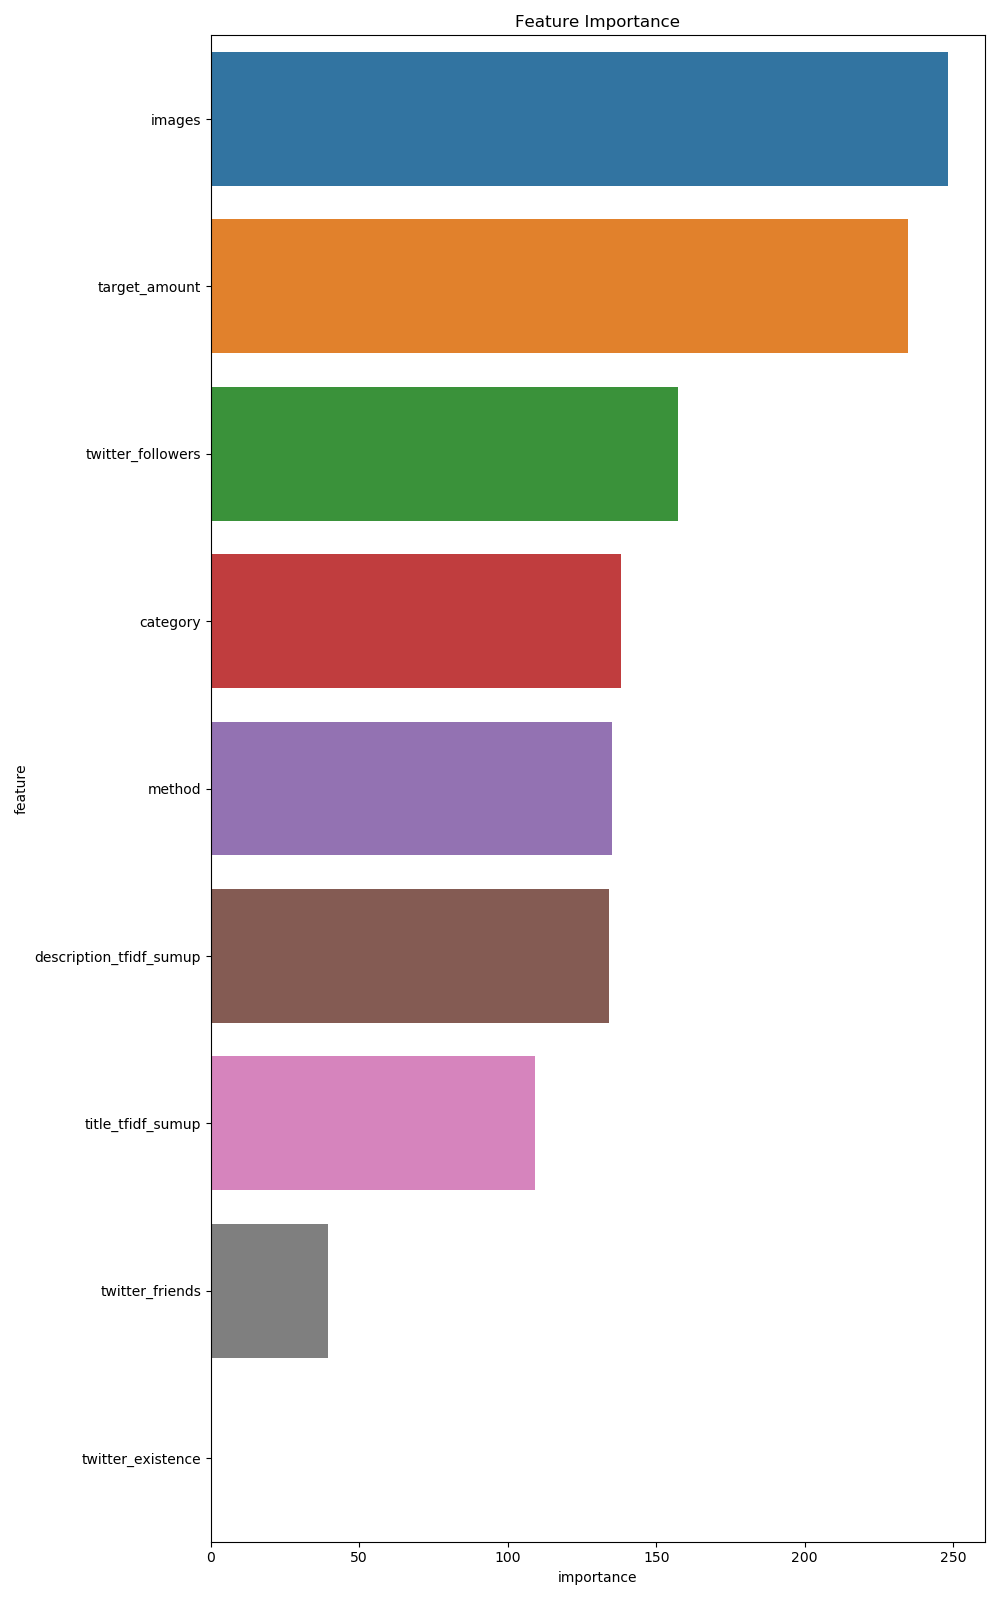 Feature Importance
images
target_amount
twitter_followers
category
method
description_tfidf_sumup
title_tfidf_sumup
twitter_friends
twitter_existence
feature
0 50 100 150 200 250
importance